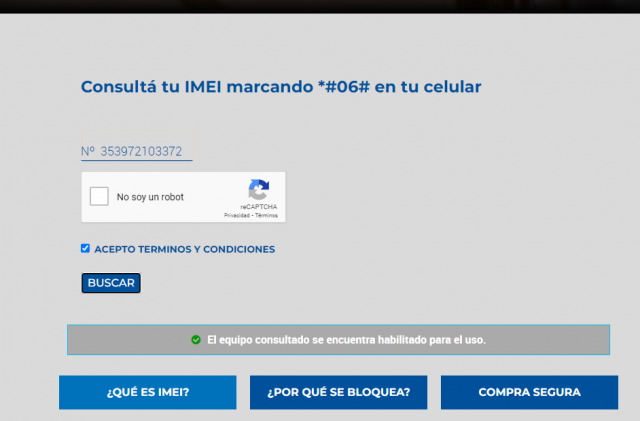 Consultá tu IMEI marcando *#06# en tu celular
Nº 353972103372
No soy un robot
reCAPTCHA
Privacidad - Términos
ACEPTO TERMINOS Y CONDICIONES
BUSCAR
El equipo consultado se encuentra habilitado para el uso.
¿QUÉ ES IMEI? ¿POR QUÉ SE BLOQUEA? COMPRA SEGURA